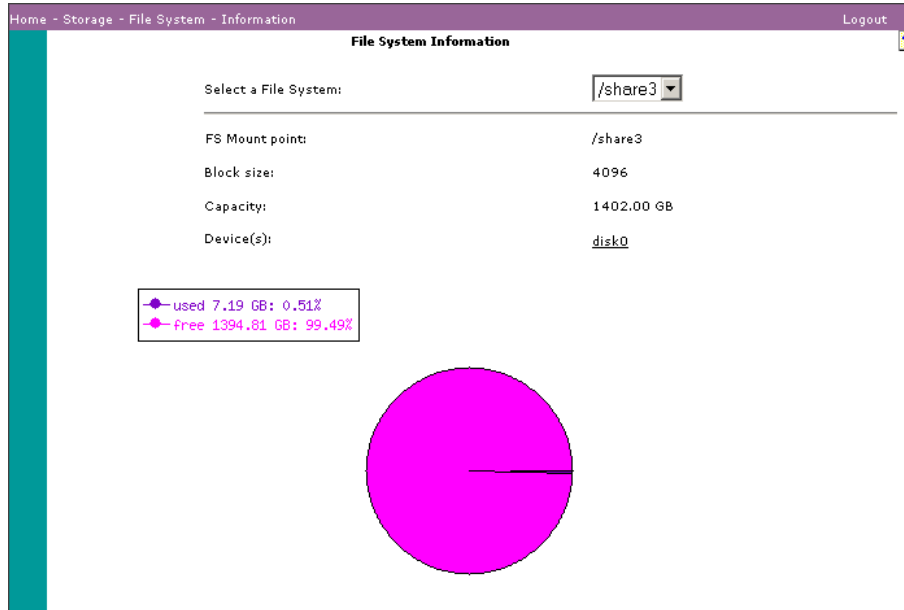 Home - Storage - File System - Information Logout
File System Information
Select a File System: /share3
FS Mount point: /share3
Block size: 4096
Capacity: 1402.00 GB
Device(s): disk0
used 7.19 GB: 0.51%
free 1394.81 GB: 99.49%